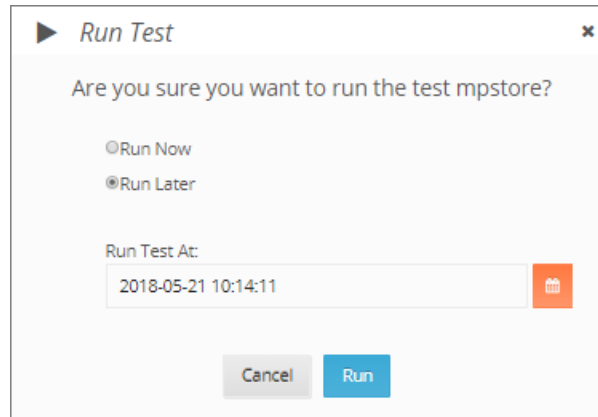 Run Test
Are you sure you want to run the test mpstore?
Run Now
Run Later
Run Test At:
2018-05-21 10:14:11
Cancel Run